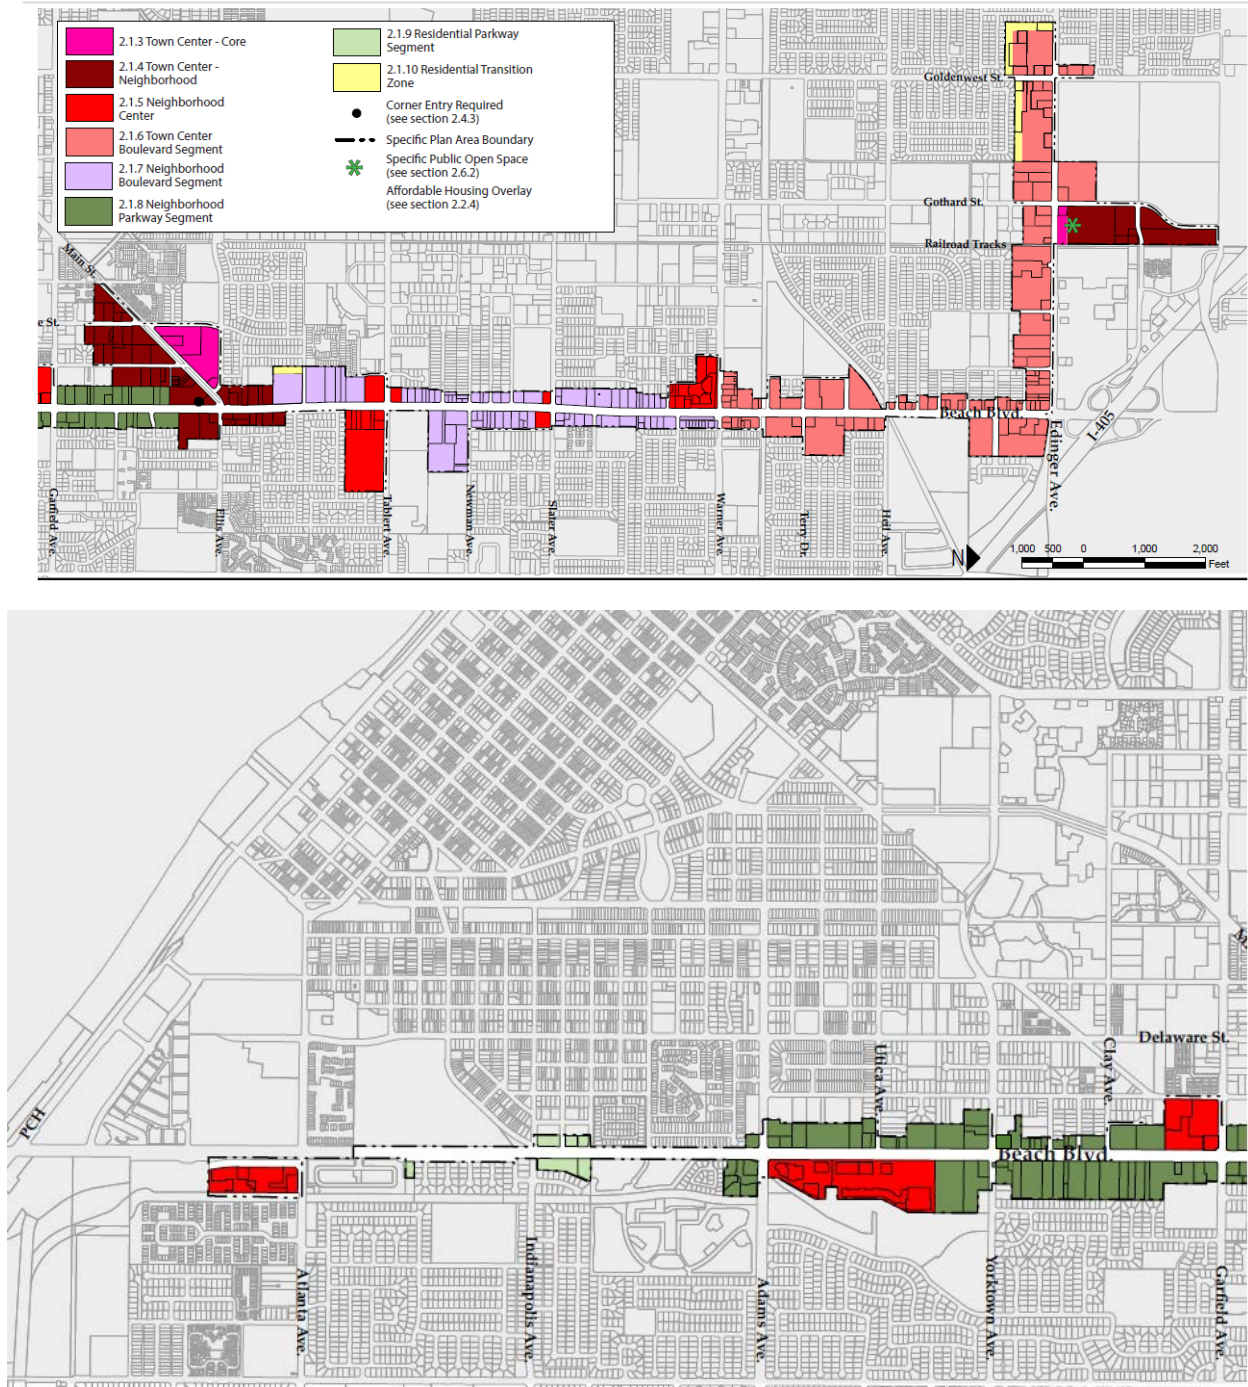 2.1.3 Town Center - Core
2.1.4 Town Center -
Neighborhood
2.1.5 Neighborhood
Center
2.1.6 Town Center
Boulevard Segment
2.1.7 Neighborhood
Boulevard Segment
2.1.8 Neighborhood
Parkway Segment
2.1.9 Residential Parkway
Segment
2.1.10 Residential Transition
Zone
Corner Entry Required
(see section 2.4.3)
Specific Plan Area Boundary
Specific Public Open Space
(see section 2.6.2)
Affordable Housing Overlay
(see section 2.2.4)
Goldenwest St.
Gothard St.
Railroad Tracks
Main St.
e St.
Beach Blvd.
Edinger Ave.
I-405
Garfield Ave.
Ellis Ave.
Talbert Ave.
Newman Ave.
Slater Ave.
Warner Ave.
Terry Dr.
Heil Ave.
N
1,000 500 0 1,000 2,000
Feet
PCH
Delaware St.
Utica Ave.
Clay Ave.
Beach Blvd.
Atlanta Ave.
Indianapolis Ave.
Adams Ave.
Yorktown Ave.
Garfield Ave.